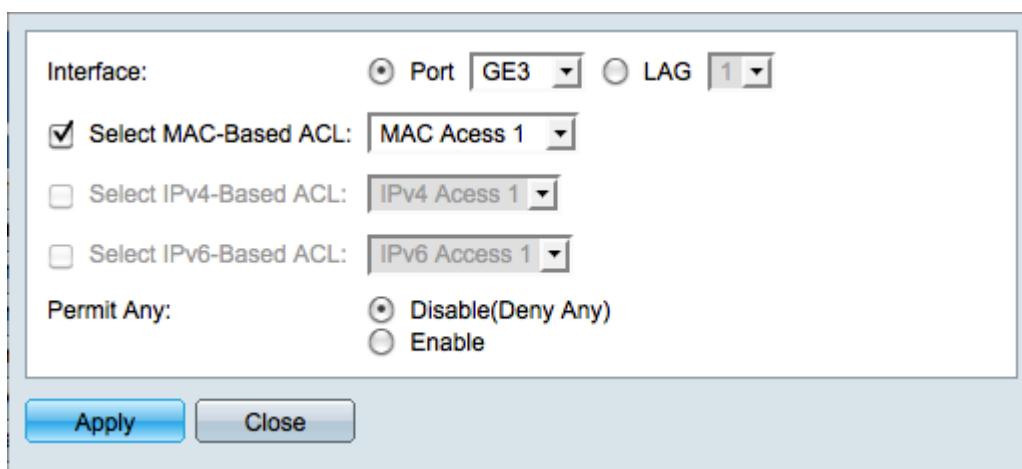 Interface: Port GE3 LAG 1
Select MAC-Based ACL: MAC Acess 1
Select IPv4-Based ACL: IPv4 Acess 1
Select IPv6-Based ACL: IPv6 Access 1
Permit Any: Disable(Deny Any)
Enable
Apply Close